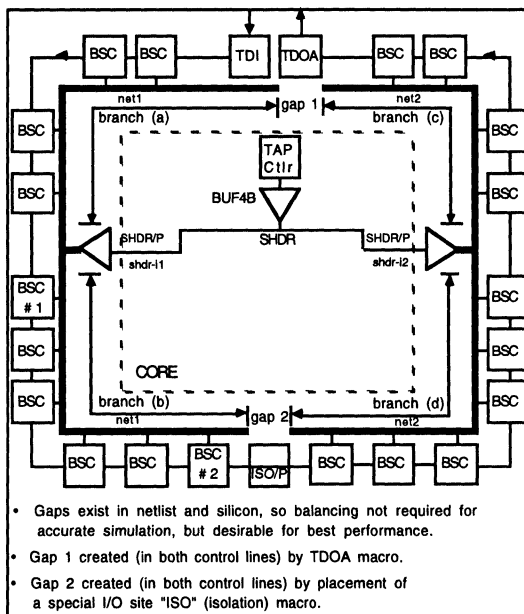 BSC BSC TDI TDOA BSC BSC
net1 gap 1 net2
branch (a) branch (c)
BSC BSC
TAP
Ctlr
BSC BSC
BUF4B
SHDR/P SHDR SHDR/P
shdr-i1 shdr-i2
BSC
# 1
BSC
BSC BSC
CORE
BSC BSC
branch (b) branch (d)
net1 gap 2 net2
BSC BSC BSC
# 2
ISO/P BSC BSC BSC
• Gaps exist in netlist and silicon, so balancing not required for
accurate simulation, but desirable for best performance.
• Gap 1 created (in both control lines) by TDOA macro.
• Gap 2 created (in both control lines) by placement of
a special I/O site "ISO" (isolation) macro.